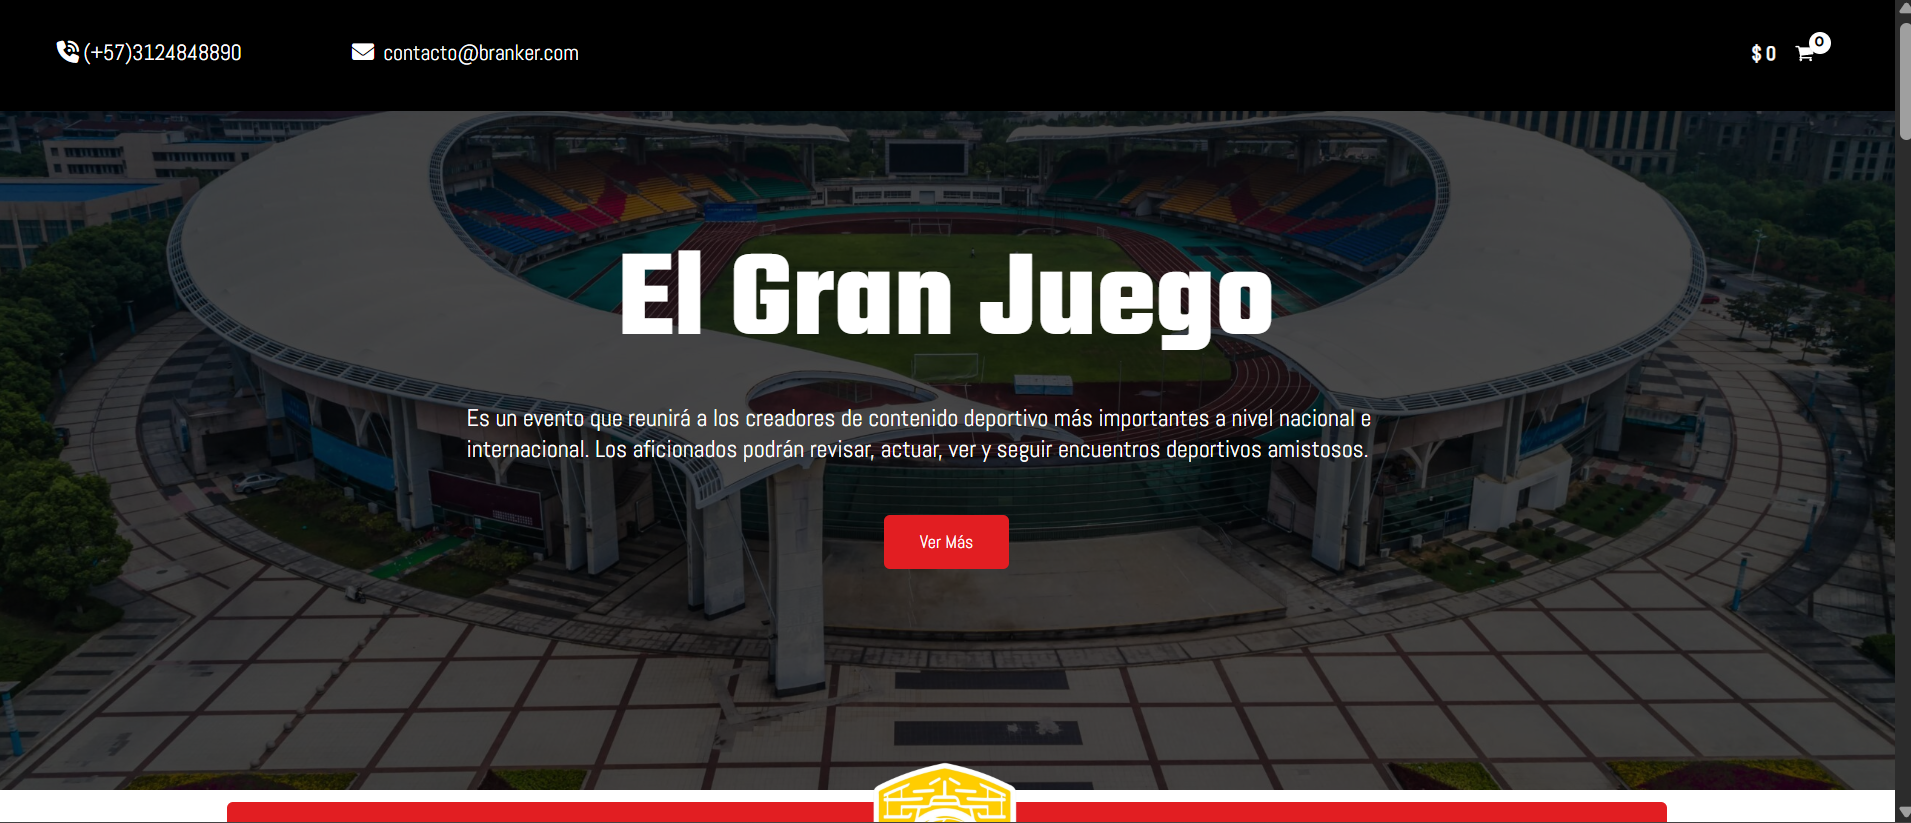 (+57)3124848890
contacto@branker.com
$ 0
0
El Gran Juego
Es un evento que reunirá a los creadores de contenido deportivo más importantes a nivel nacional e
internacional. Los aficionados podrán revisar, actuar, ver y seguir encuentros deportivos amistosos.
Ver Más